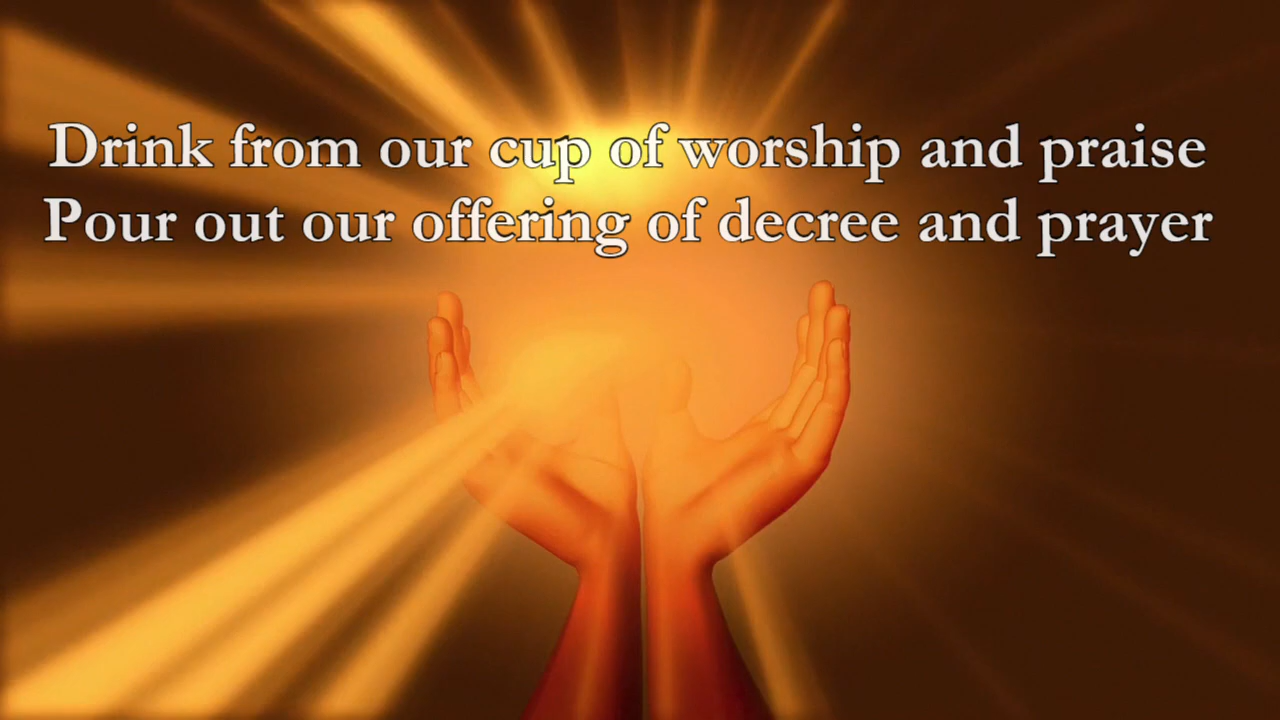 Drink from our cup of worship and praise
Pour out our offering of decree and prayer